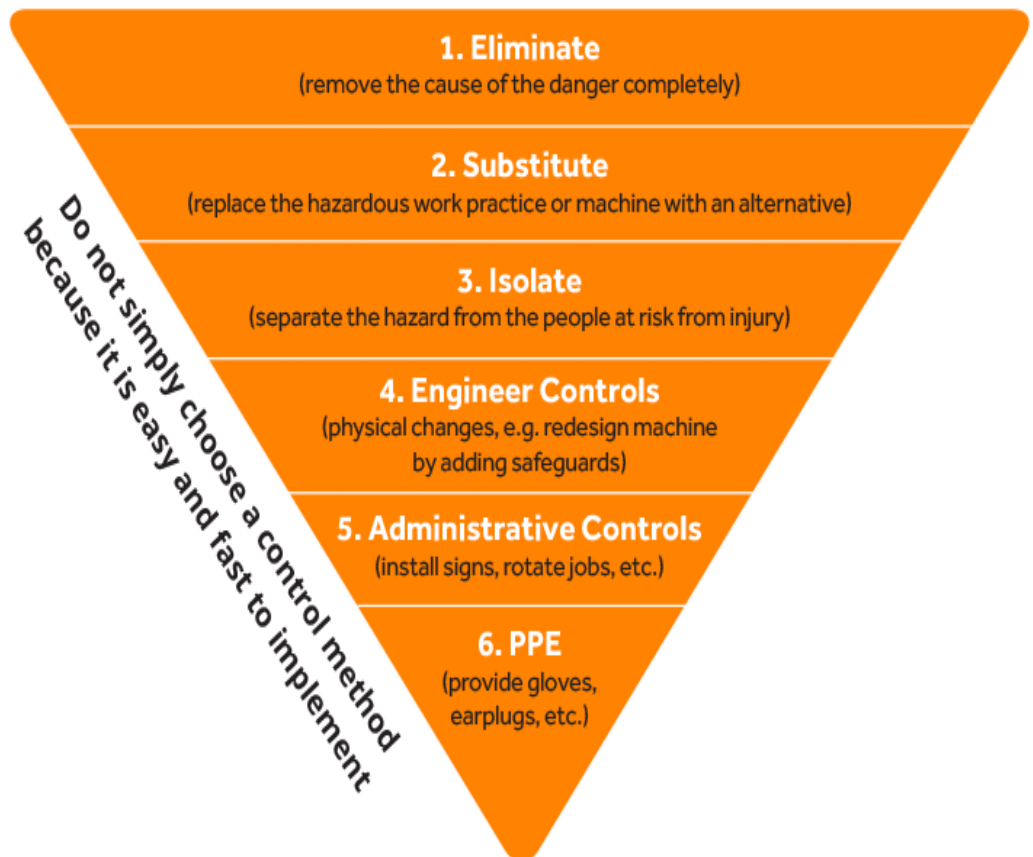 1. Eliminate
(remove the cause of the danger completely)
2. Substitute
(replace the hazardous work practice or machine with an alternative)
3. Isolate
(separate the hazard from the people at risk from injury)
4. Engineer Controls
(physical changes, e.g. redesign machine
by adding safeguards)
5. Administrative Controls
(install signs, rotate jobs, etc.)
6. PPE
(provide gloves,
earplugs, etc.)
Do not simply choose a control method
because it is easy and fast to implement